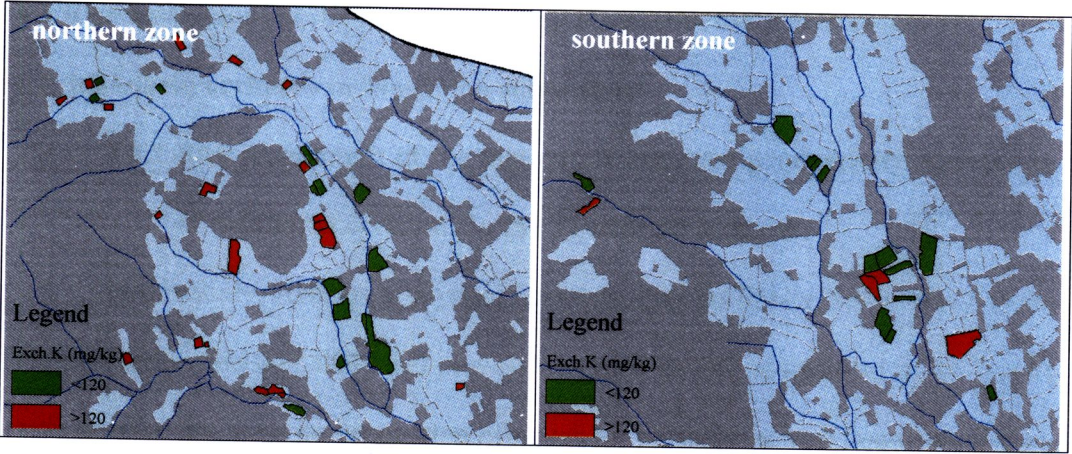 northern zone
Legend
Exch.K (mg/kg)
<120
>120
southern zone
Legend
Exch.K (mg/kg)
<120
>120